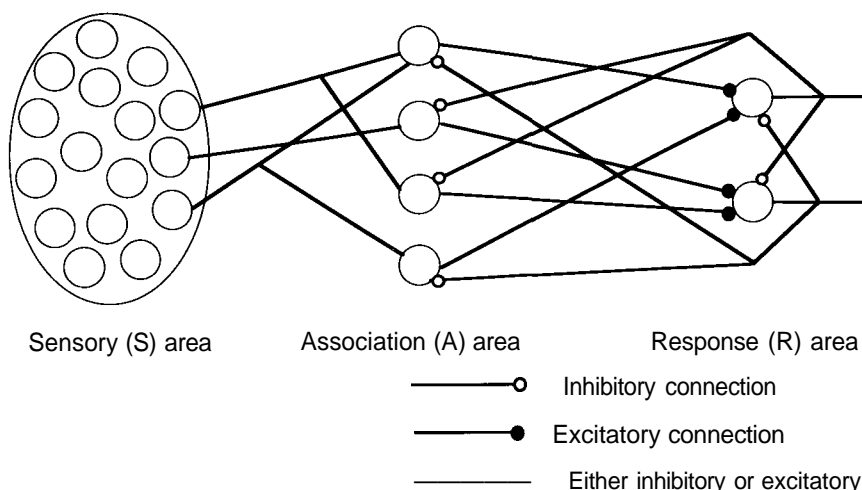 Sensory (S) area
Association (A) area
Response (R) area
Inhibitory connection
Excitatory connection
Either inhibitory or excitatory